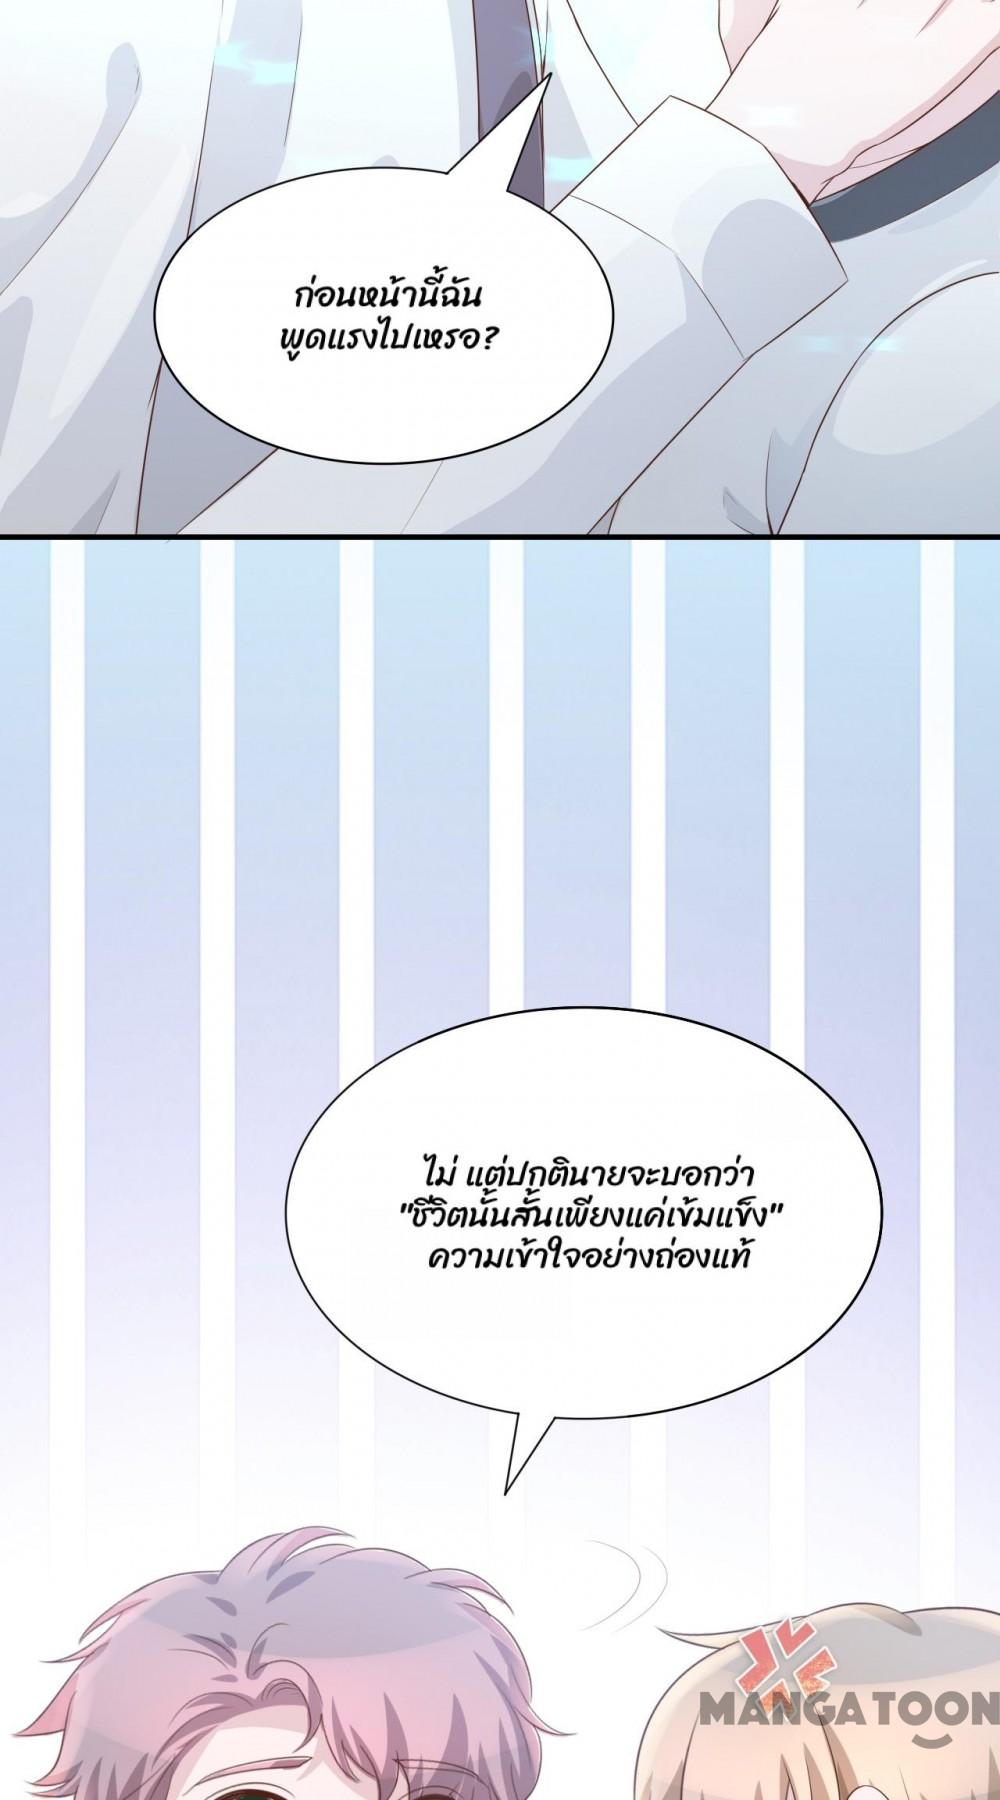 ก่อนหน้านี้ฉัน
พูดแรงไปเหรอ?
ไม่ แต่ปกตินายจะบอกว่า
"ชีวิตนั้นสั้นเพียงแค่เข้มแข็ง"
ความเข้าใจอย่างถ่องแท้
MANGATOON